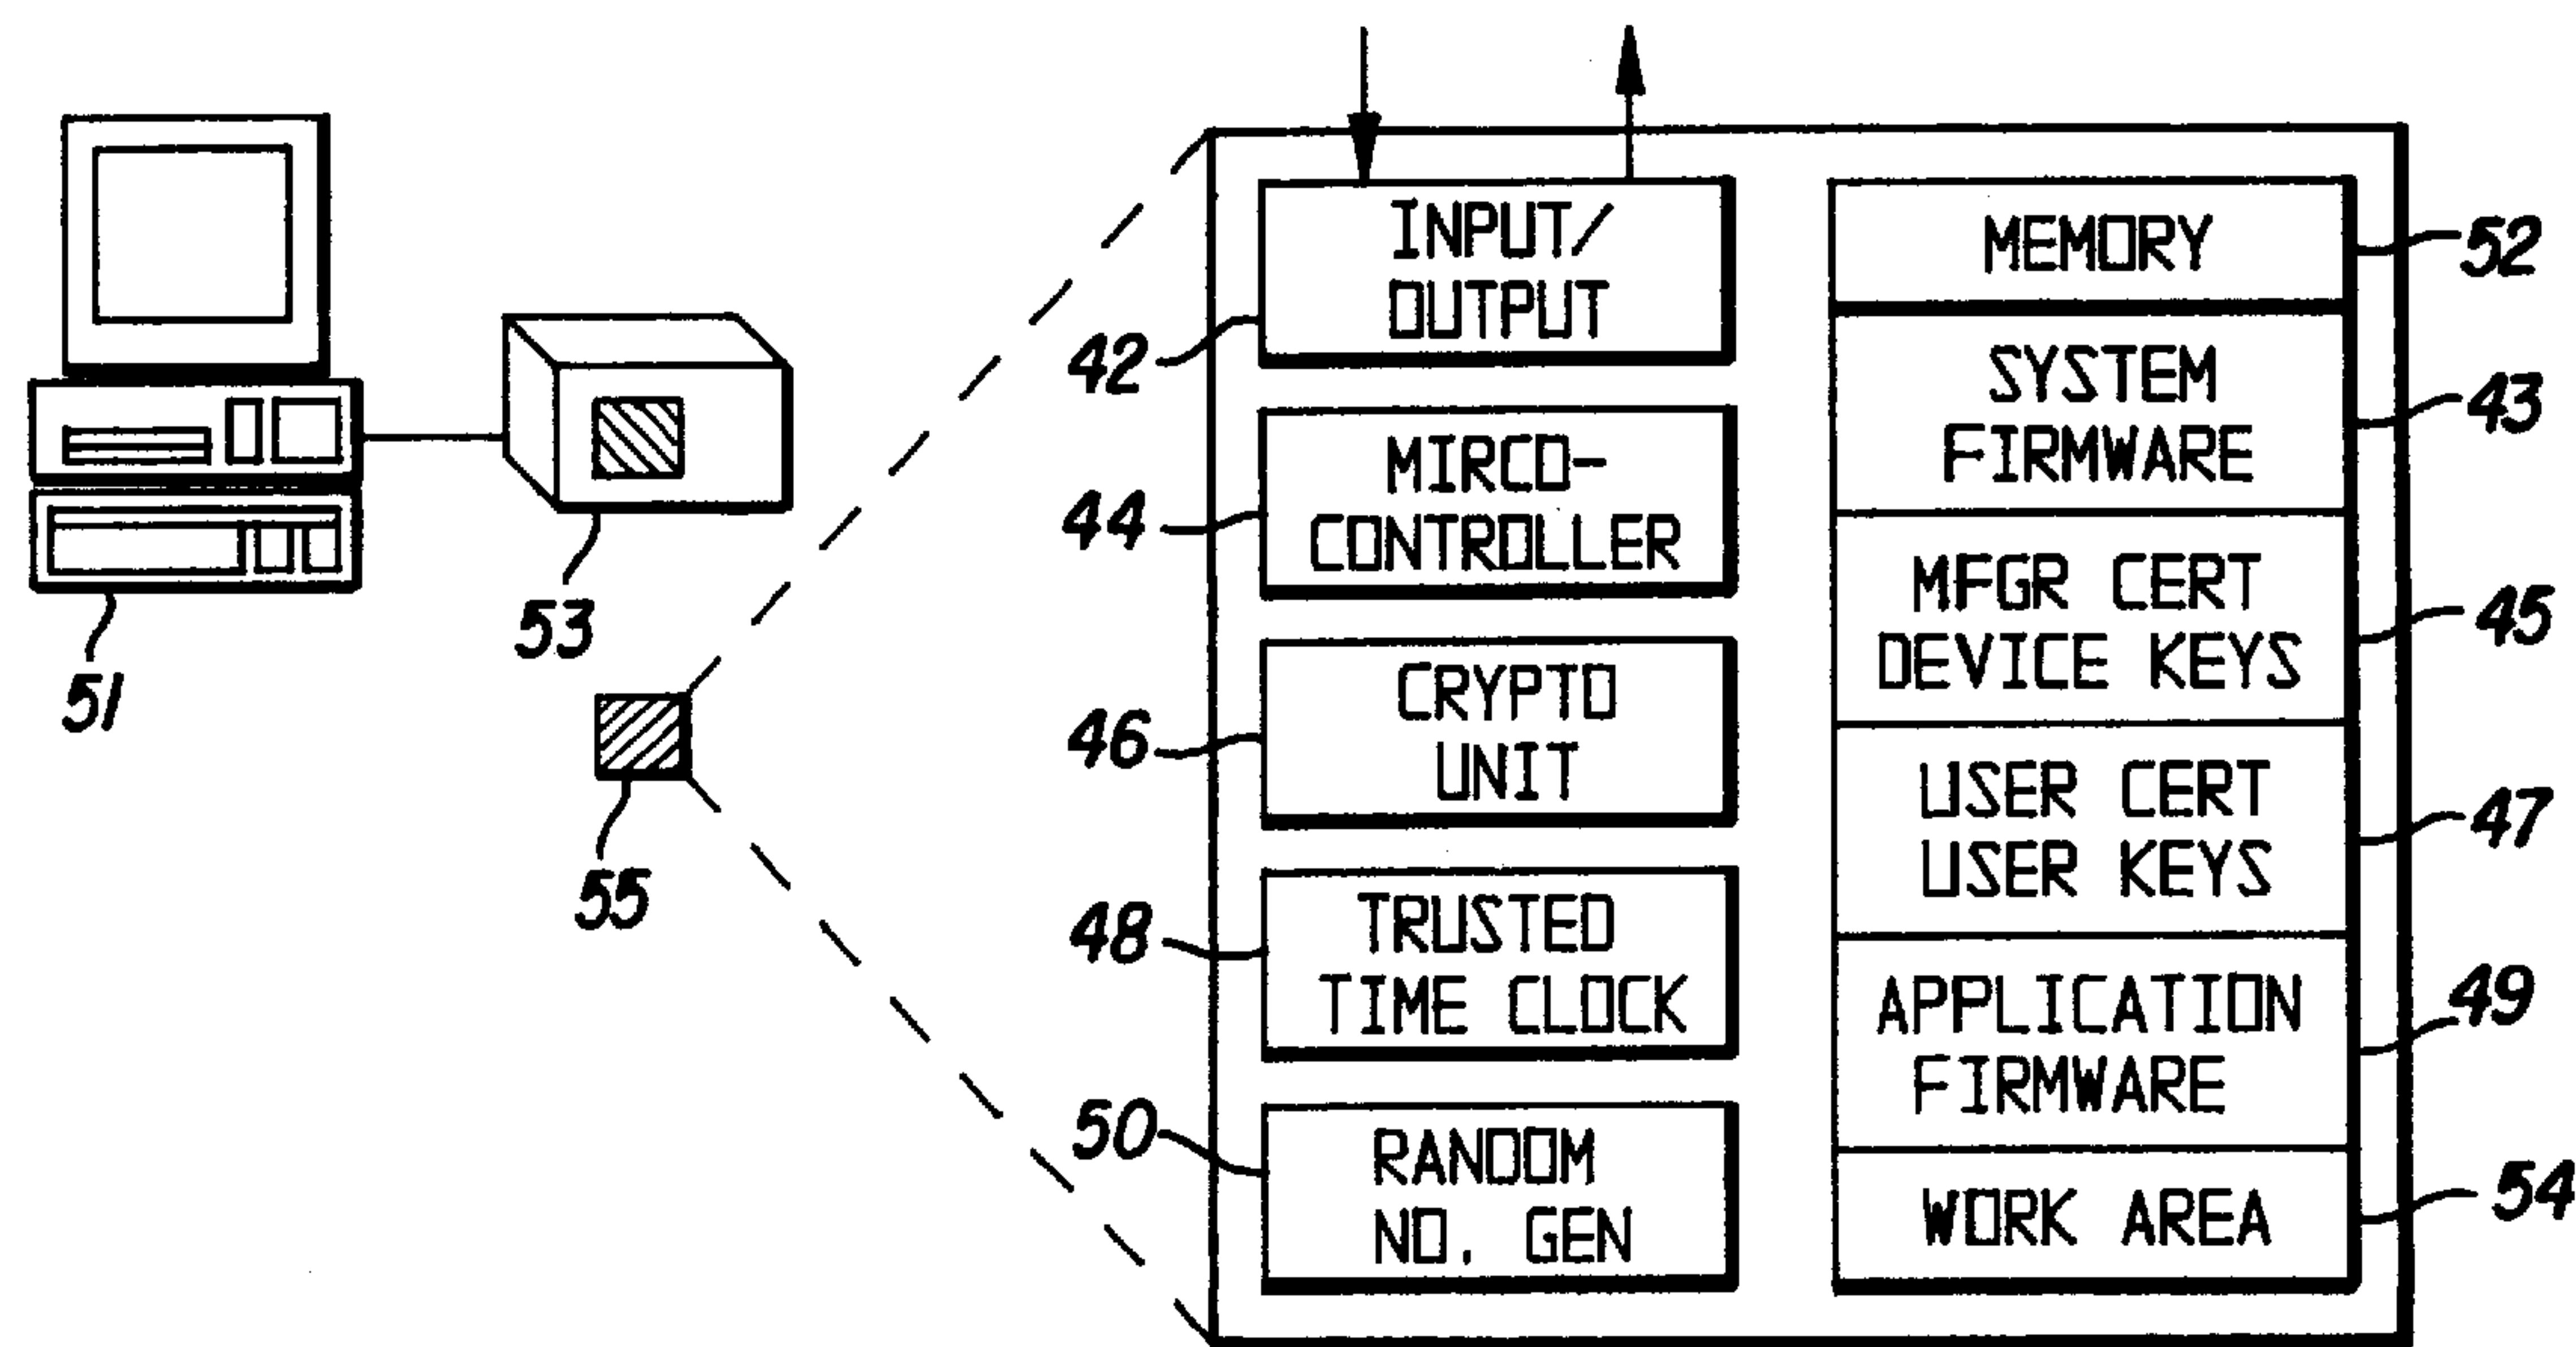 INPUT/
OUTPUT
42
MIRCO-
CONTROLLER
44
CRYPTO
UNIT
46
TRUSTED
TIME CLOCK
48
RANDOM
NO. GEN
50
MEMORY
52
SYSTEM
FIRMWARE
43
MFGR CERT
DEVICE KEYS
45
USER CERT
USER KEYS
47
APPLICATION
FIRMWARE
49
WORK AREA
54
51
53
55